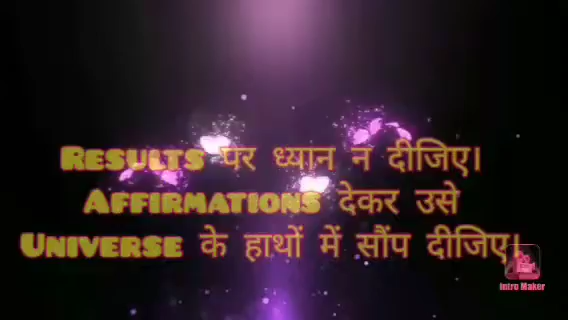 Results पर ध्यान न दीजिए।
Affirmations देकर उसे
Universe के हाथों में सौंप दीजिए।
Intro Maker